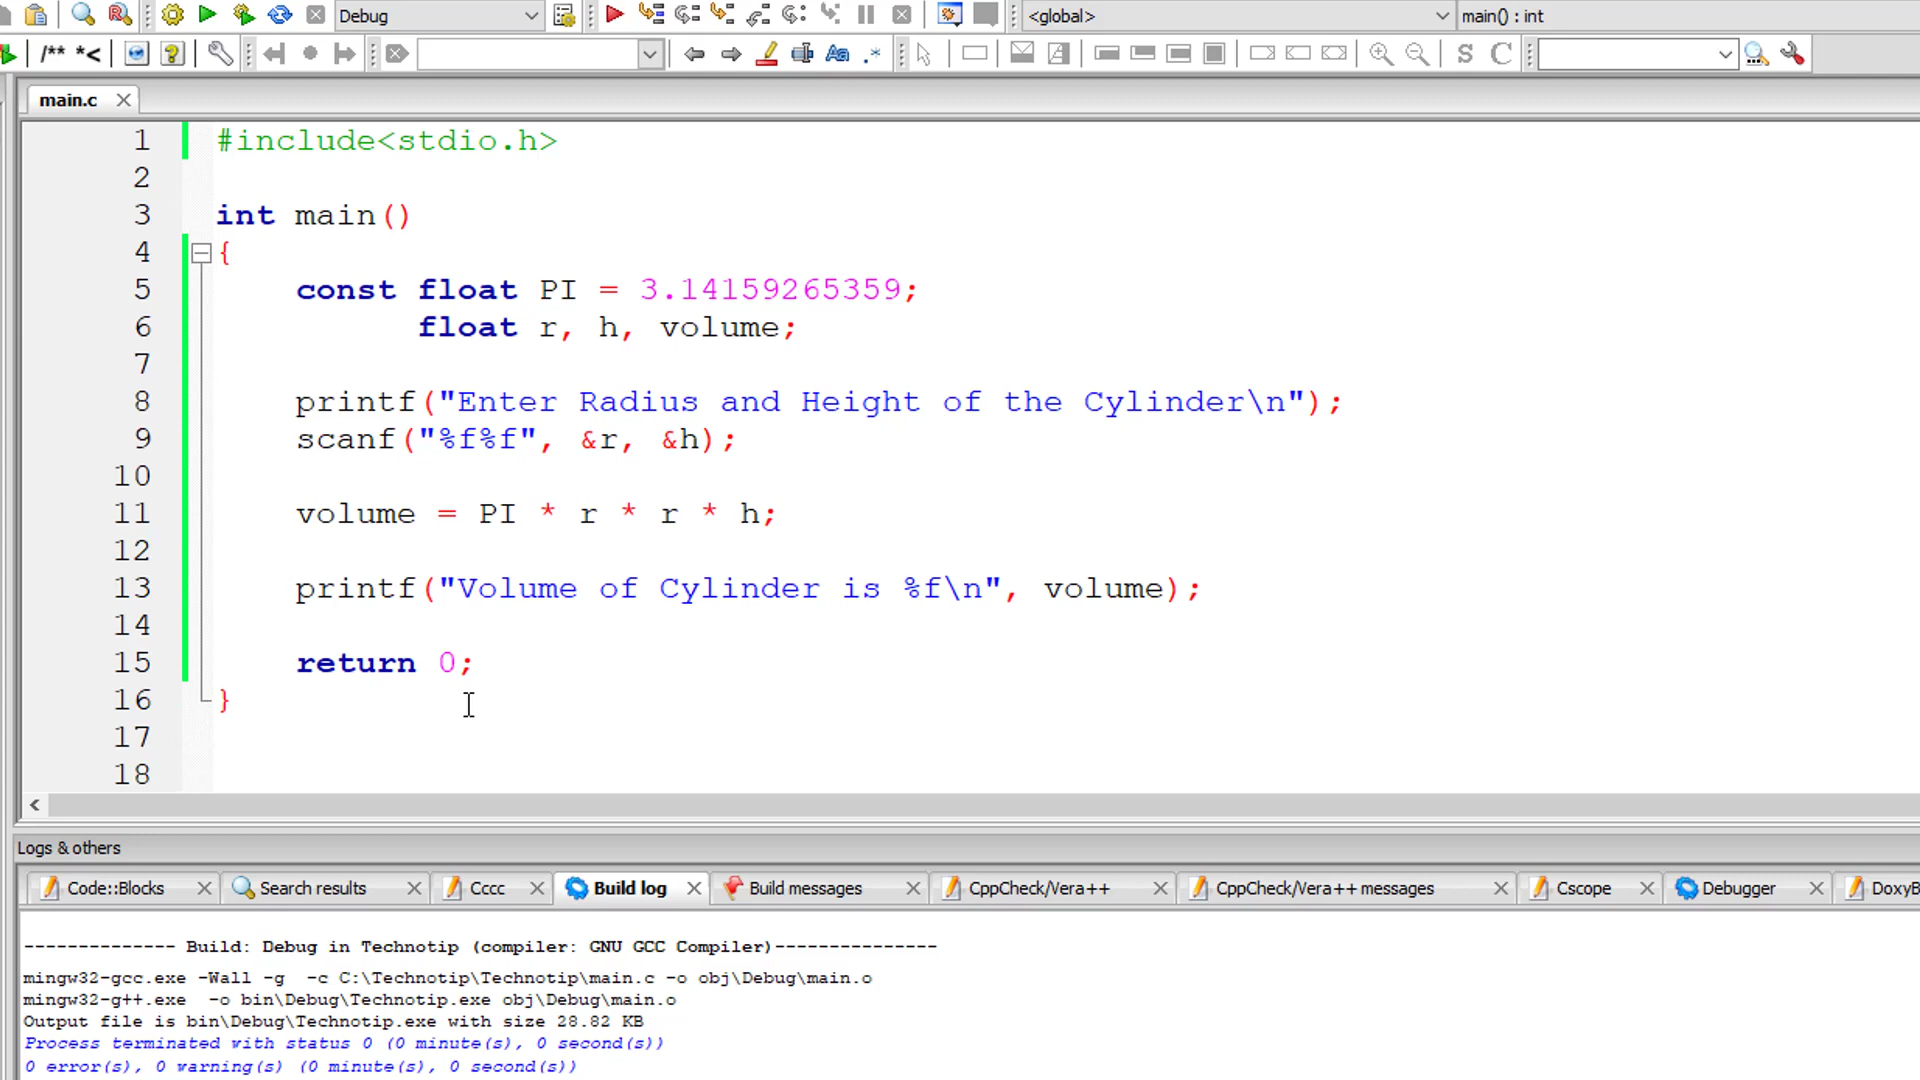 Debug
<global>
main() : int
/** *<
Aa
.*
S
C
main.c
1 #include<stdio.h>
2
3 int main()
4 {
5 const float PI = 3.14159265359;
6 float r, h, volume;
7
8 printf("Enter Radius and Height of the Cylinder\n");
9 scanf("%f%f", &r, &h);
10
11 volume = PI * r * r * h;
12
13 printf("Volume of Cylinder is %f\n", volume);
14
15 return 0;
16 }
17
18
Logs & others
Code::Blocks
Search results
Cccc
Build log
Build messages
CppCheck/Vera++
CppCheck/Vera++ messages
Cscope
Debugger
DoxyB
-------------- Build: Debug in Technotip (compiler: GNU GCC Compiler)---------------
mingw32-gcc.exe -Wall -g  -c C:\Technotip\Technotip\main.c -o obj\Debug\main.o
mingw32-g++.exe  -o bin\Debug\Technotip.exe obj\Debug\main.o
Output file is bin\Debug\Technotip.exe with size 28.82 KB
Process terminated with status 0 (0 minute(s), 0 second(s))
0 error(s), 0 warning(s) (0 minute(s), 0 second(s))